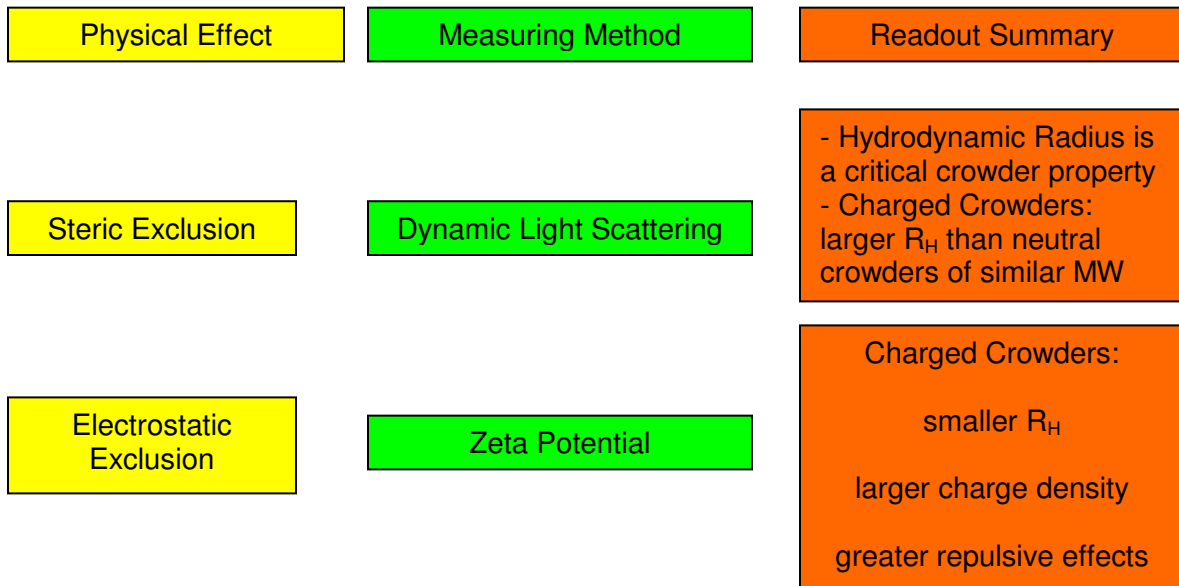 Physical Effect
Measuring Method
Readout Summary
Steric Exclusion
Dynamic Light Scattering
- Hydrodynamic Radius is
a critical crowder property
- Charged Crowders:
larger R_H than neutral
crowders of similar MW
Electrostatic
Exclusion
Zeta Potential
Charged Crowders:
smaller R_H
larger charge density
greater repulsive effects